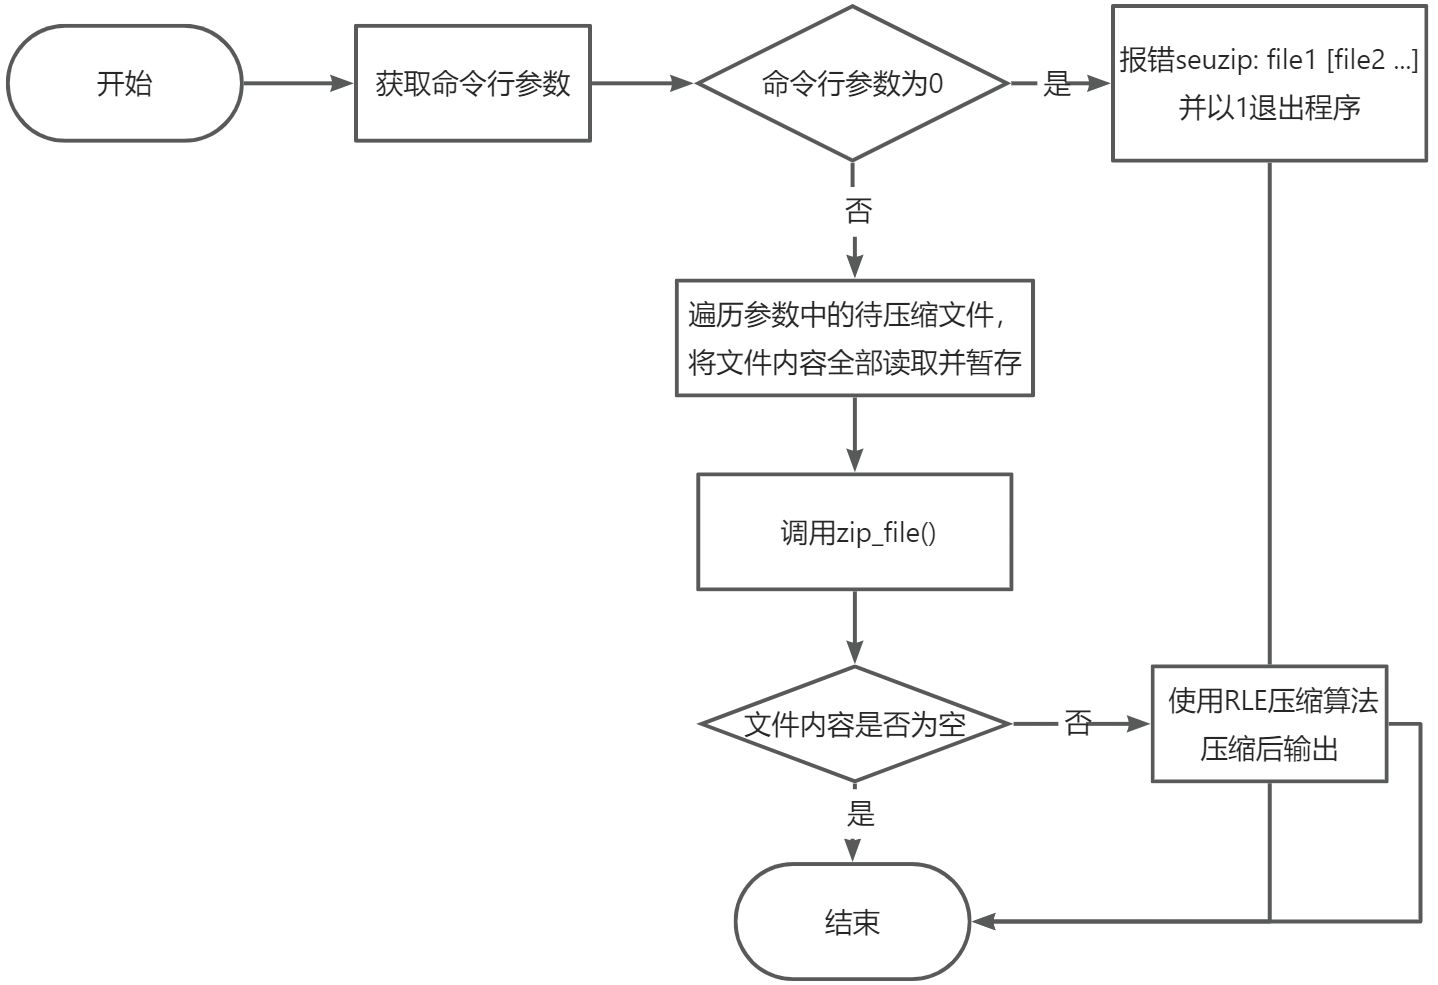 开始
获取命令行参数
命令行参数为0
是
报错seuzip: file1 [file2 ...]
并以1退出程序
否
遍历参数中的待压缩文件，
将文件内容全部读取并暂存
调用zip_file()
文件内容是否为空
否
使用RLE压缩算法
压缩后输出
是
结束